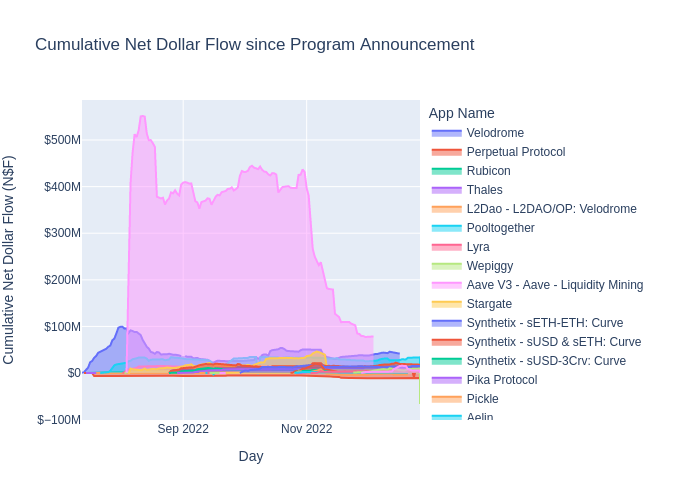 Cumulative Net Dollar Flow since Program Announcement
Cumulative Net Dollar Flow (N$F)
$500M
$400M
$300M
$200M
$100M
$0
$−100M
Sep 2022
Nov 2022
Day
App Name
Velodrome
Perpetual Protocol
Rubicon
Thales
L2Dao - L2DAO/OP: Velodrome
Pooltogether
Lyra
Wepiggy
Aave V3 - Aave - Liquidity Mining
Stargate
Synthetix - sETH-ETH: Curve
Synthetix - sUSD & sETH: Curve
Synthetix - sUSD-3Crv: Curve
Pika Protocol
Pickle
Aelin